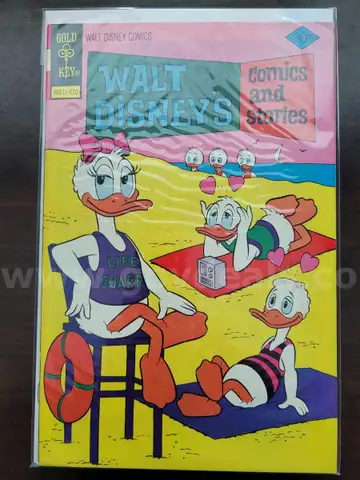 GOLD
KEY®
WALT DISNEY COMICS
WALT
DISNEY'S
Comics
and
Stories
LIFE
GUARD